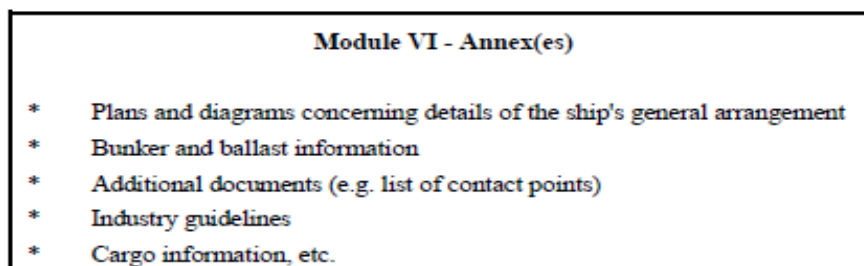 Module VI - Annex(es)
* Plans and diagrams concerning details of the ship's general arrangement
* Bunker and ballast information
* Additional documents (e.g. list of contact points)
* Industry guidelines
* Cargo information, etc.